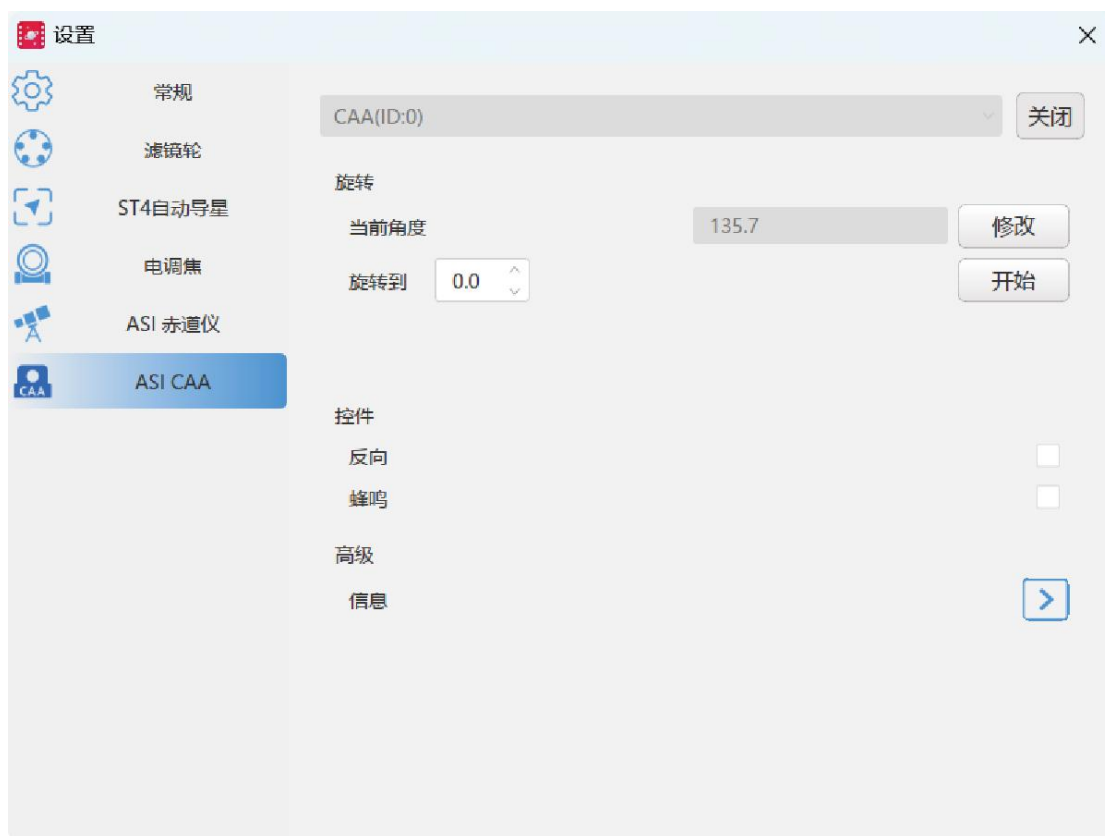 设置
常规
滤镜轮
ST4自动导星
电调焦
ASI 赤道仪
CAA
ASI CAA
CAA(ID:0)
关闭
旋转
当前角度
135.7
修改
旋转到
0.0
开始
控件
反向
蜂鸣
高级
信息